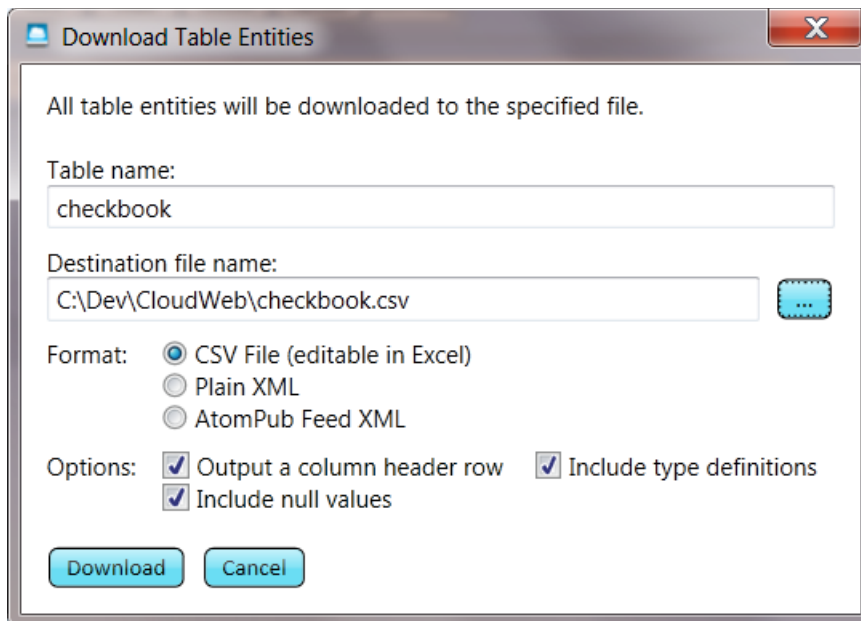 Download Table Entities
X
All table entities will be downloaded to the specified file.
Table name:
checkbook
Destination file name:
C:\Dev\CloudWeb\checkbook.csv
...
Format: CSV File (editable in Excel)
Plain XML
AtomPub Feed XML
Options: Output a column header row Include type definitions
Include null values
Download Cancel